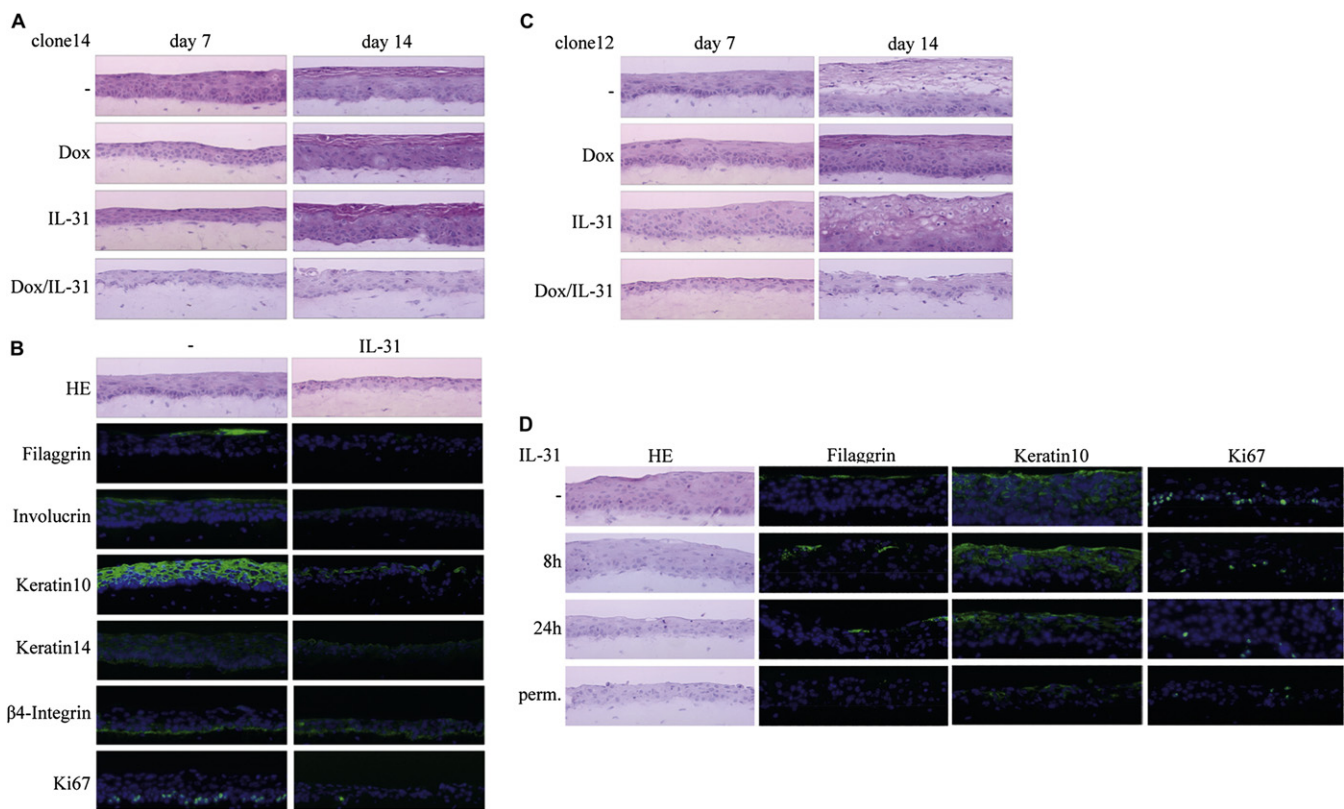 A
clone14 day 7 day 14
-
Dox
IL-31
Dox/IL-31
B
- IL-31
HE
Filaggrin
Involucrin
Keratin10
Keratin14
β4-Integrin
Ki67
C
clone12 day 7 day 14
-
Dox
IL-31
Dox/IL-31
D
IL-31 HE Filaggrin Keratin10 Ki67
-
8h
24h
perm.